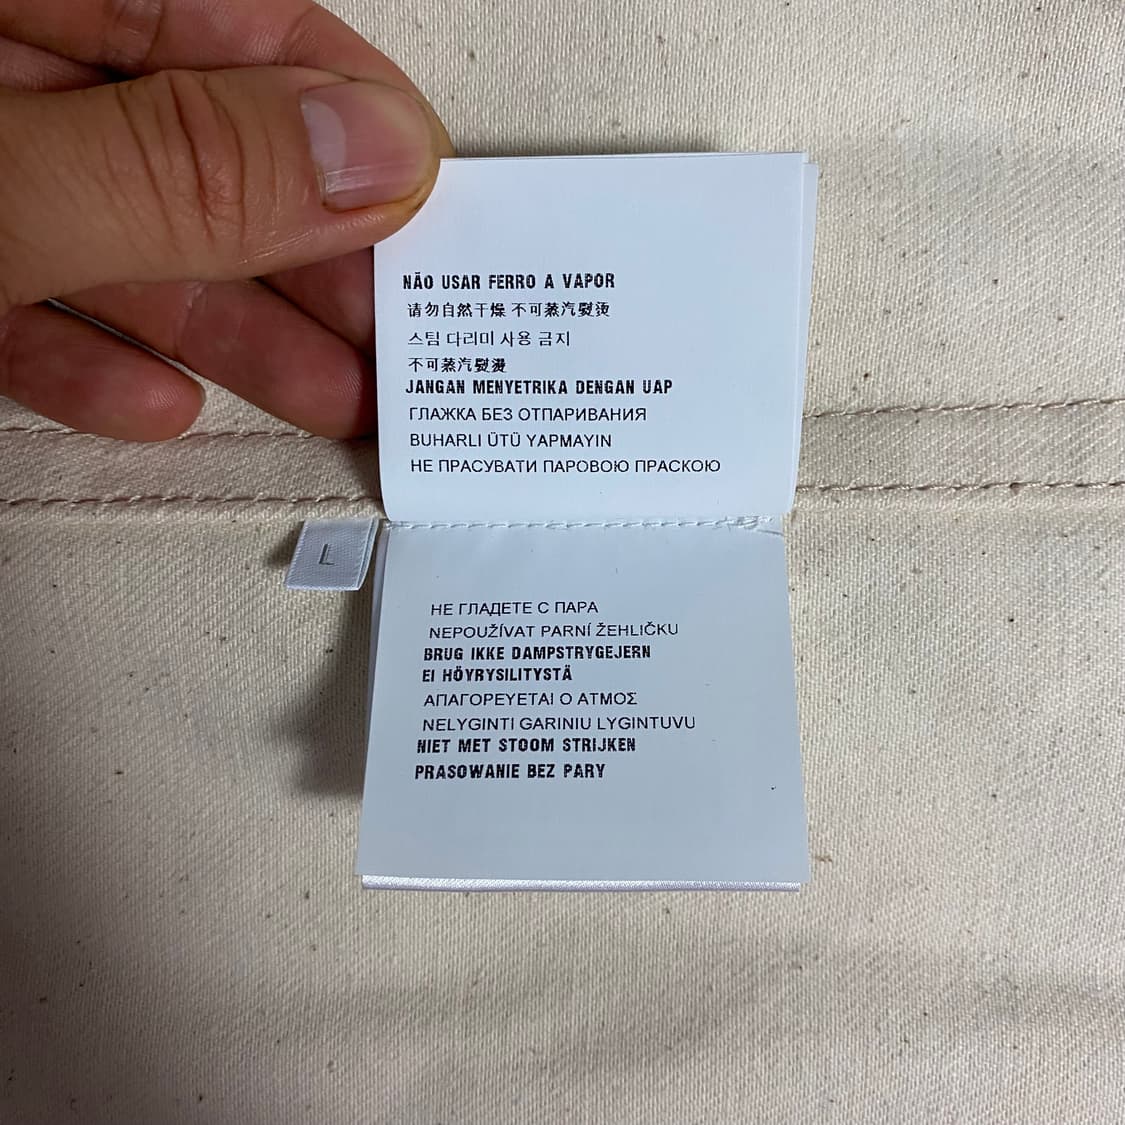 NÃO USAR FERRO A VAPOR
请勿自然干燥 不可蒸汽熨烫
스팀 다리미 사용 금지
不可蒸汽熨燙
JANGAN MENYETRIKA DENGAN UAP
ГЛАЖКА БЕЗ ОТПАРИВАНИЯ
BUHARLI ÜTÜ YAPMAYIN
НЕ ПРАСУВАТИ ПАРОВОЮ ПРАСКОЮ
L
НЕ ГЛАДЕТЕ С ПАРА
NEPOUŽÍVAT PARNÍ ŽEHLIČKU
BRUG IKKE DAMPSTRYGEJERN
EI HÖYRYSILITYSTÄ
ΑΠΑΓΟΡΕΥΕΤΑΙ Ο ΑΤΜΟΣ
NELYGINTI GARINIU LYGINTUVU
NIET MET STOOM STRIJKEN
PRASOWANIE BEZ PARY